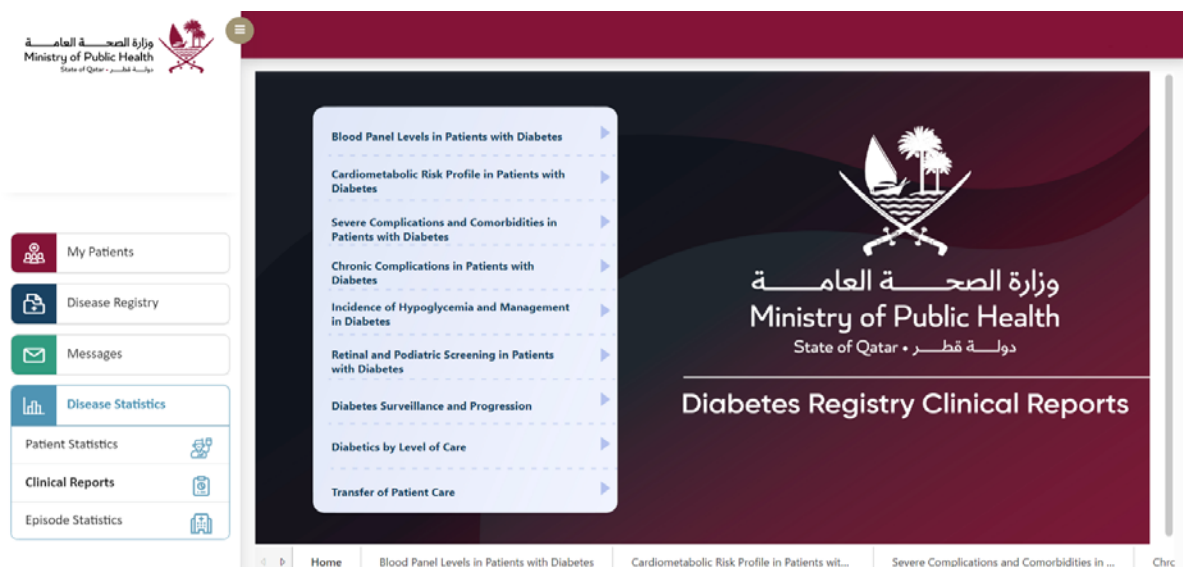 وزارة الصحة العامة
Ministry of Public Health
State of Qatar • دولة قطر
My Patients
Disease Registry
Messages
Disease Statistics
Patient Statistics
Clinical Reports
Episode Statistics
Blood Panel Levels in Patients with Diabetes
Cardiometabolic Risk Profile in Patients with
Diabetes
Severe Complications and Comorbidities in
Patients with Diabetes
Chronic Complications in Patients with
Diabetes
Incidence of Hypoglycemia and Management
in Diabetes
Retinal and Podiatric Screening in Patients
with Diabetes
Diabetes Surveillance and Progression
Diabetics by Level of Care
Transfer of Patient Care
وزارة الصحة العامة
Ministry of Public Health
State of Qatar • دولة قطر
Diabetes Registry Clinical Reports
Home
Blood Panel Levels in Patients with Diabetes
Cardiometabolic Risk Profile in Patients wit...
Severe Complications and Comorbidities in ...
Chrc